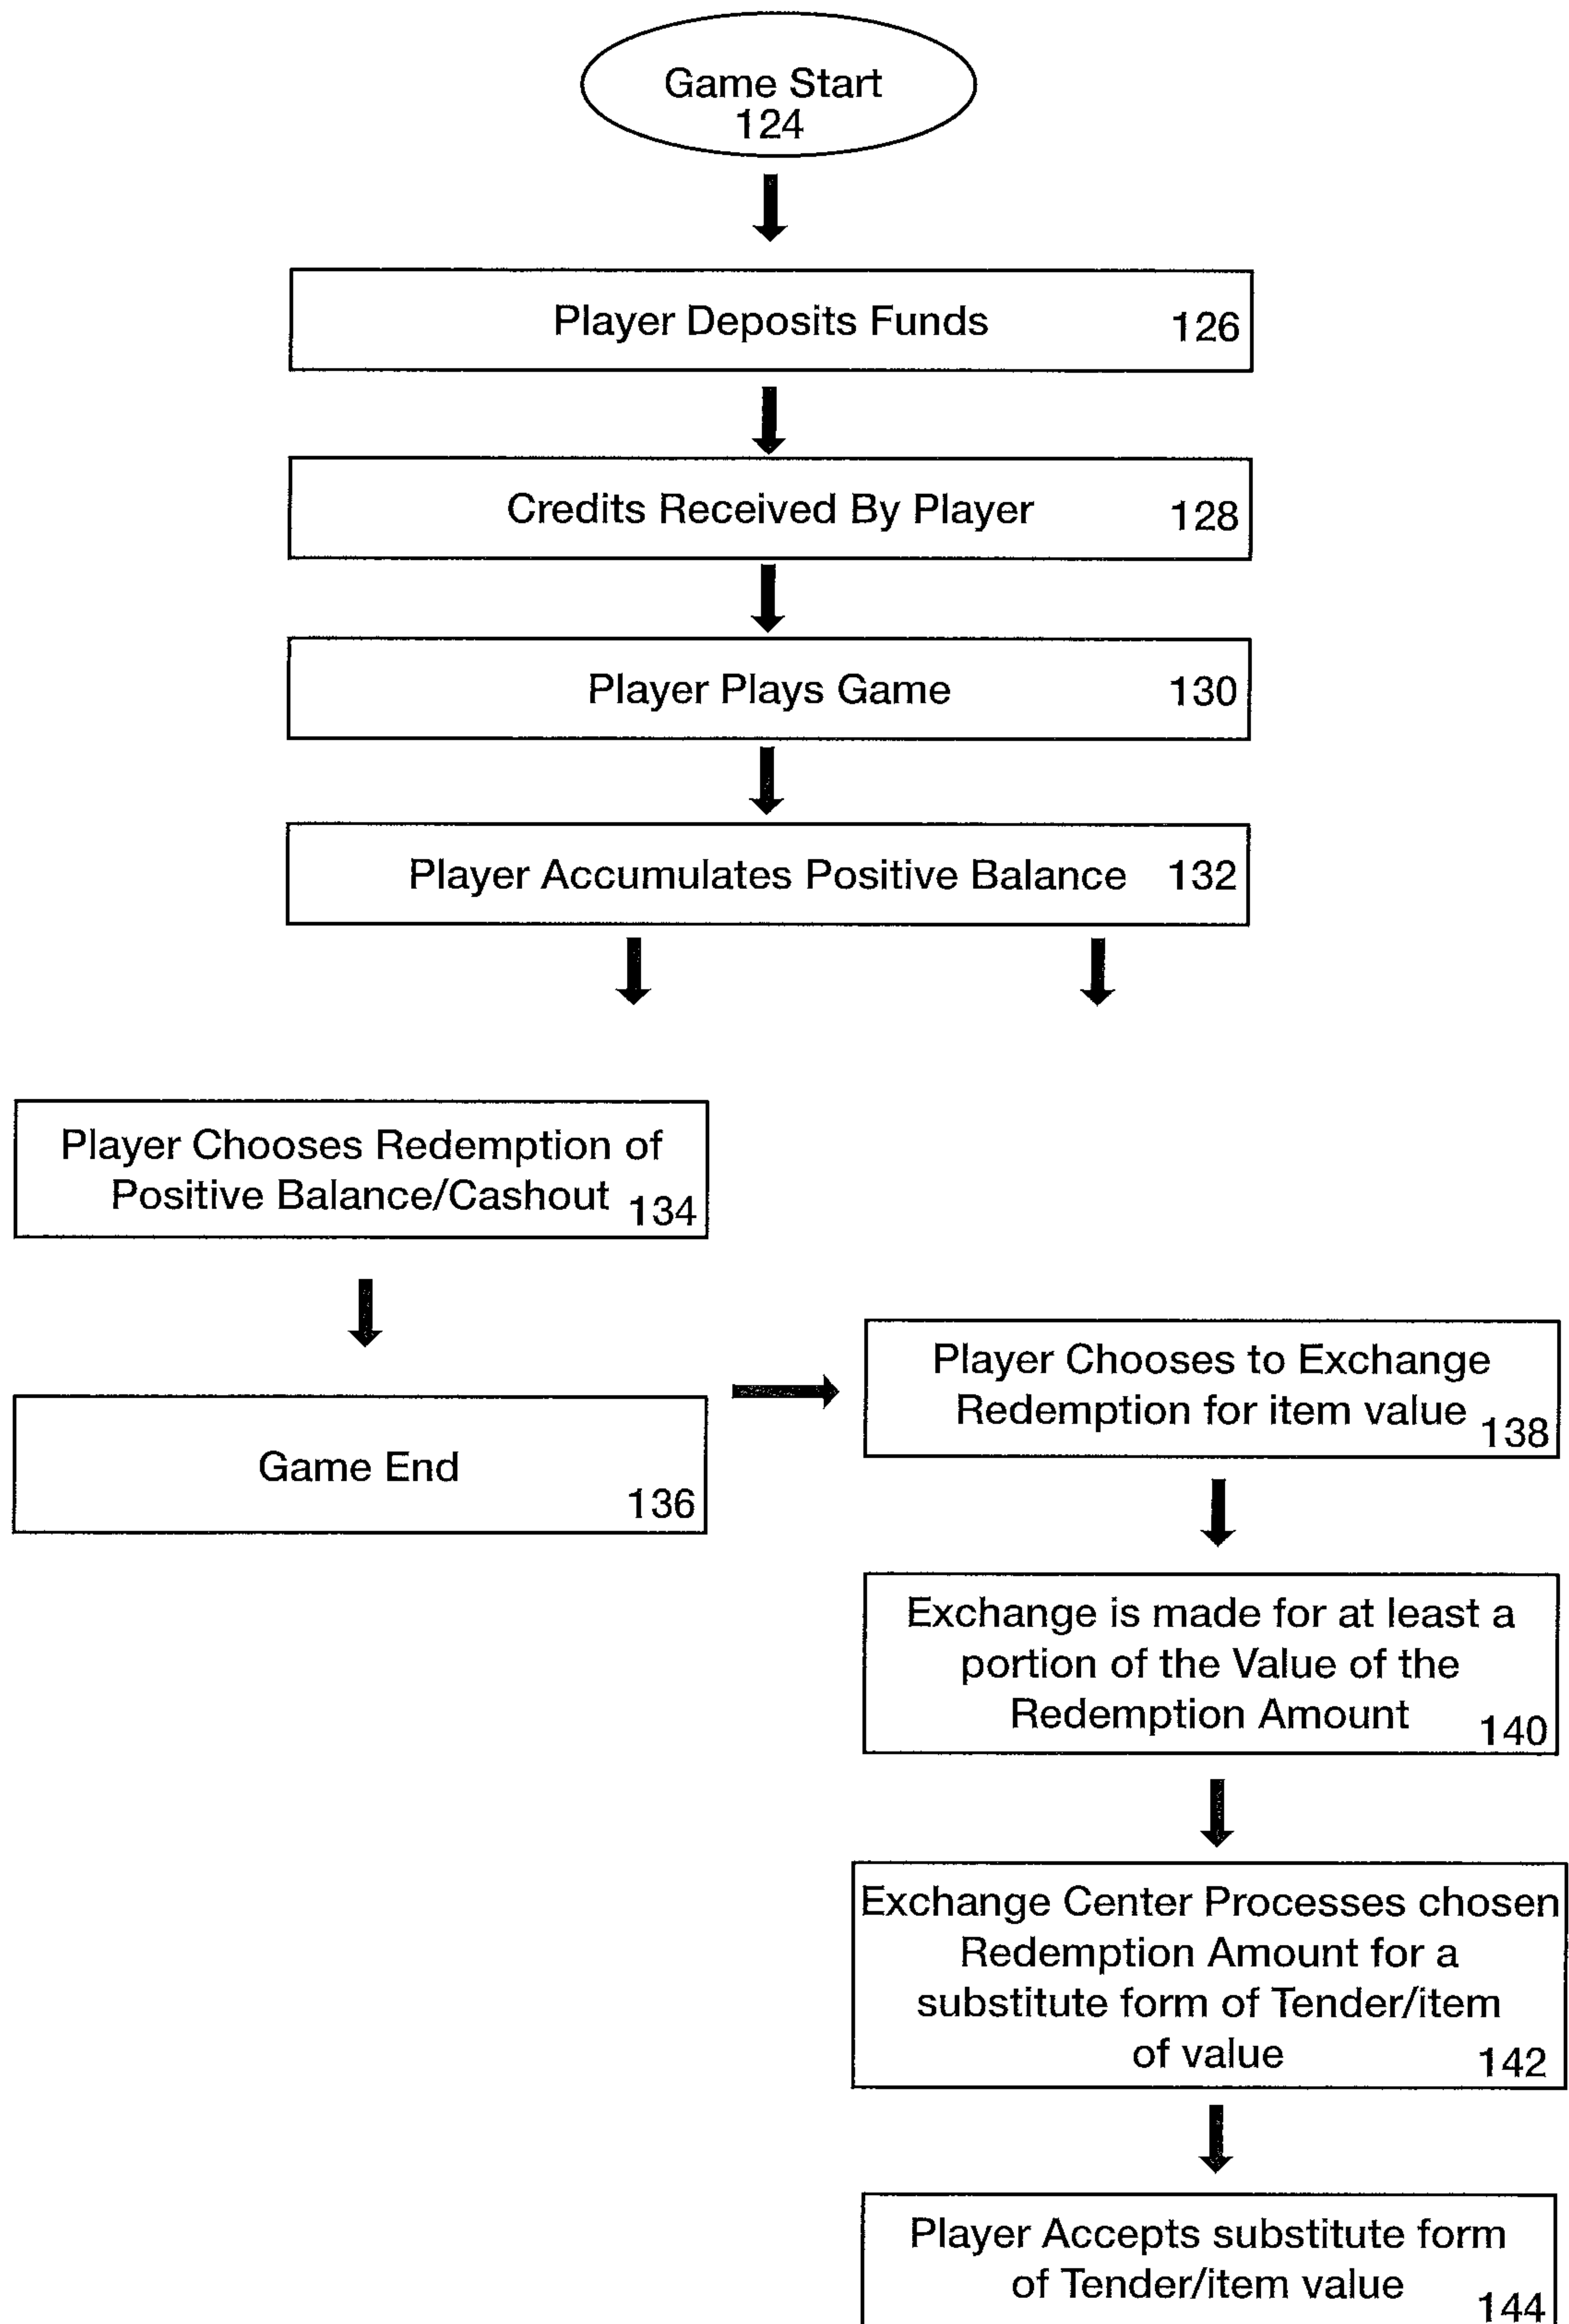 Game Start
124
Player Deposits Funds 126
Credits Received By Player 128
Player Plays Game 130
Player Accumulates Positive Balance 132
Player Chooses Redemption of
Positive Balance/Cashout 134
Game End
136
Player Chooses to Exchange
Redemption for item value 138
Exchange is made for at least a
portion of the Value of the
Redemption Amount 140
Exchange Center Processes chosen
Redemption Amount for a
substitute form of Tender/item
of value 142
Player Accepts substitute form
of Tender/item value 144